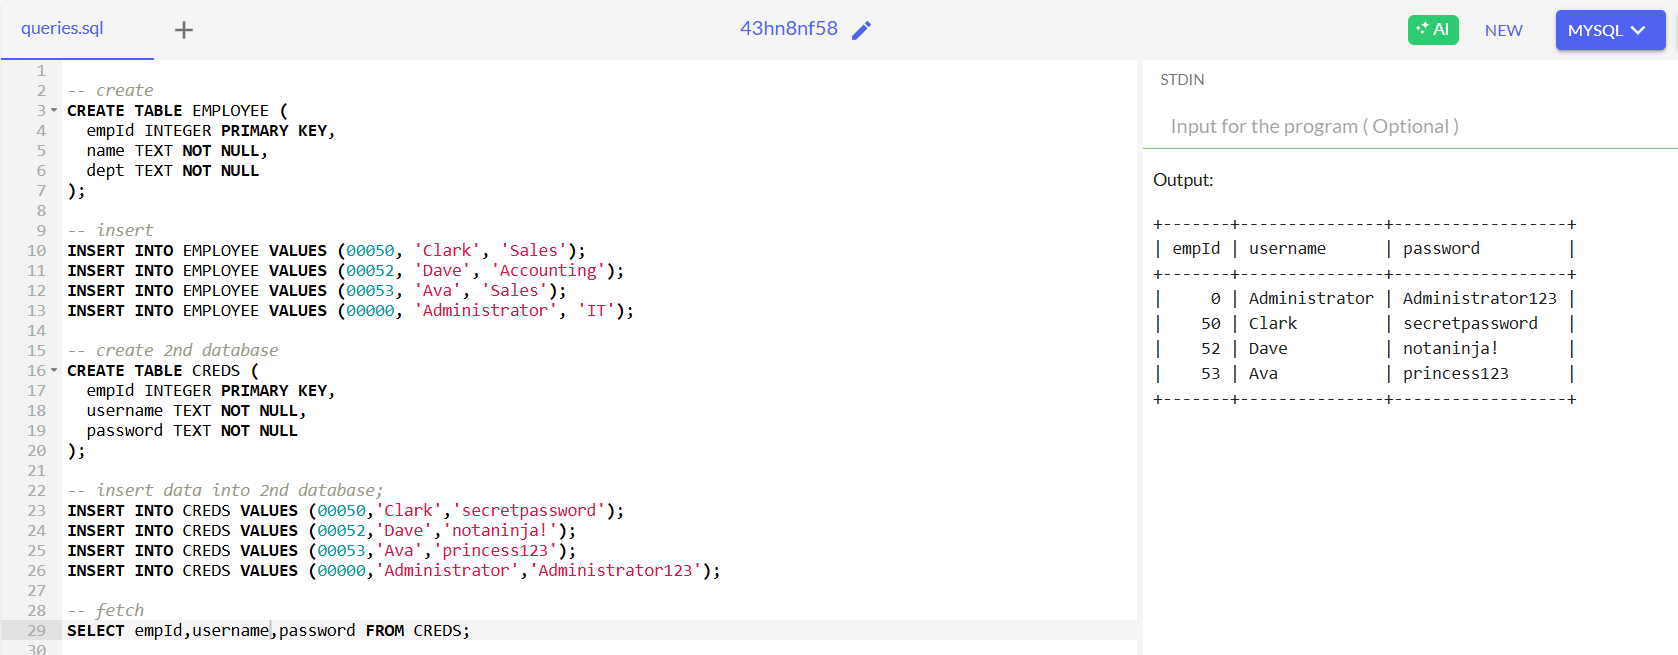 queries.sql
43hn8nf58
AI
NEW
MYSQL
1
2 -- create
3 CREATE TABLE EMPLOYEE (
4   empId INTEGER PRIMARY KEY,
5   name TEXT NOT NULL,
6   dept TEXT NOT NULL
7 );
8
9 -- insert
10 INSERT INTO EMPLOYEE VALUES (00050, 'Clark', 'Sales');
11 INSERT INTO EMPLOYEE VALUES (00052, 'Dave', 'Accounting');
12 INSERT INTO EMPLOYEE VALUES (00053, 'Ava', 'Sales');
13 INSERT INTO EMPLOYEE VALUES (00000, 'Administrator', 'IT');
14
15 -- create 2nd database
16 CREATE TABLE CREDS (
17   empId INTEGER PRIMARY KEY,
18   username TEXT NOT NULL,
19   password TEXT NOT NULL
20 );
21
22 -- insert data into 2nd database;
23 INSERT INTO CREDS VALUES (00050,'Clark','secretpassword');
24 INSERT INTO CREDS VALUES (00052,'Dave','notaninja!');
25 INSERT INTO CREDS VALUES (00053,'Ava','princess123');
26 INSERT INTO CREDS VALUES (00000,'Administrator','Administrator123');
27
28 -- fetch
29 SELECT empId,username,password FROM CREDS;
30
STDIN
Input for the program ( Optional )
Output:
+-------+---------------+------------------+
| empId | username      | password         |
+-------+---------------+------------------+
|     0 | Administrator | Administrator123 |
|    50 | Clark         | secretpassword   |
|    52 | Dave          | notaninja!       |
|    53 | Ava           | princess123      |
+-------+---------------+------------------+